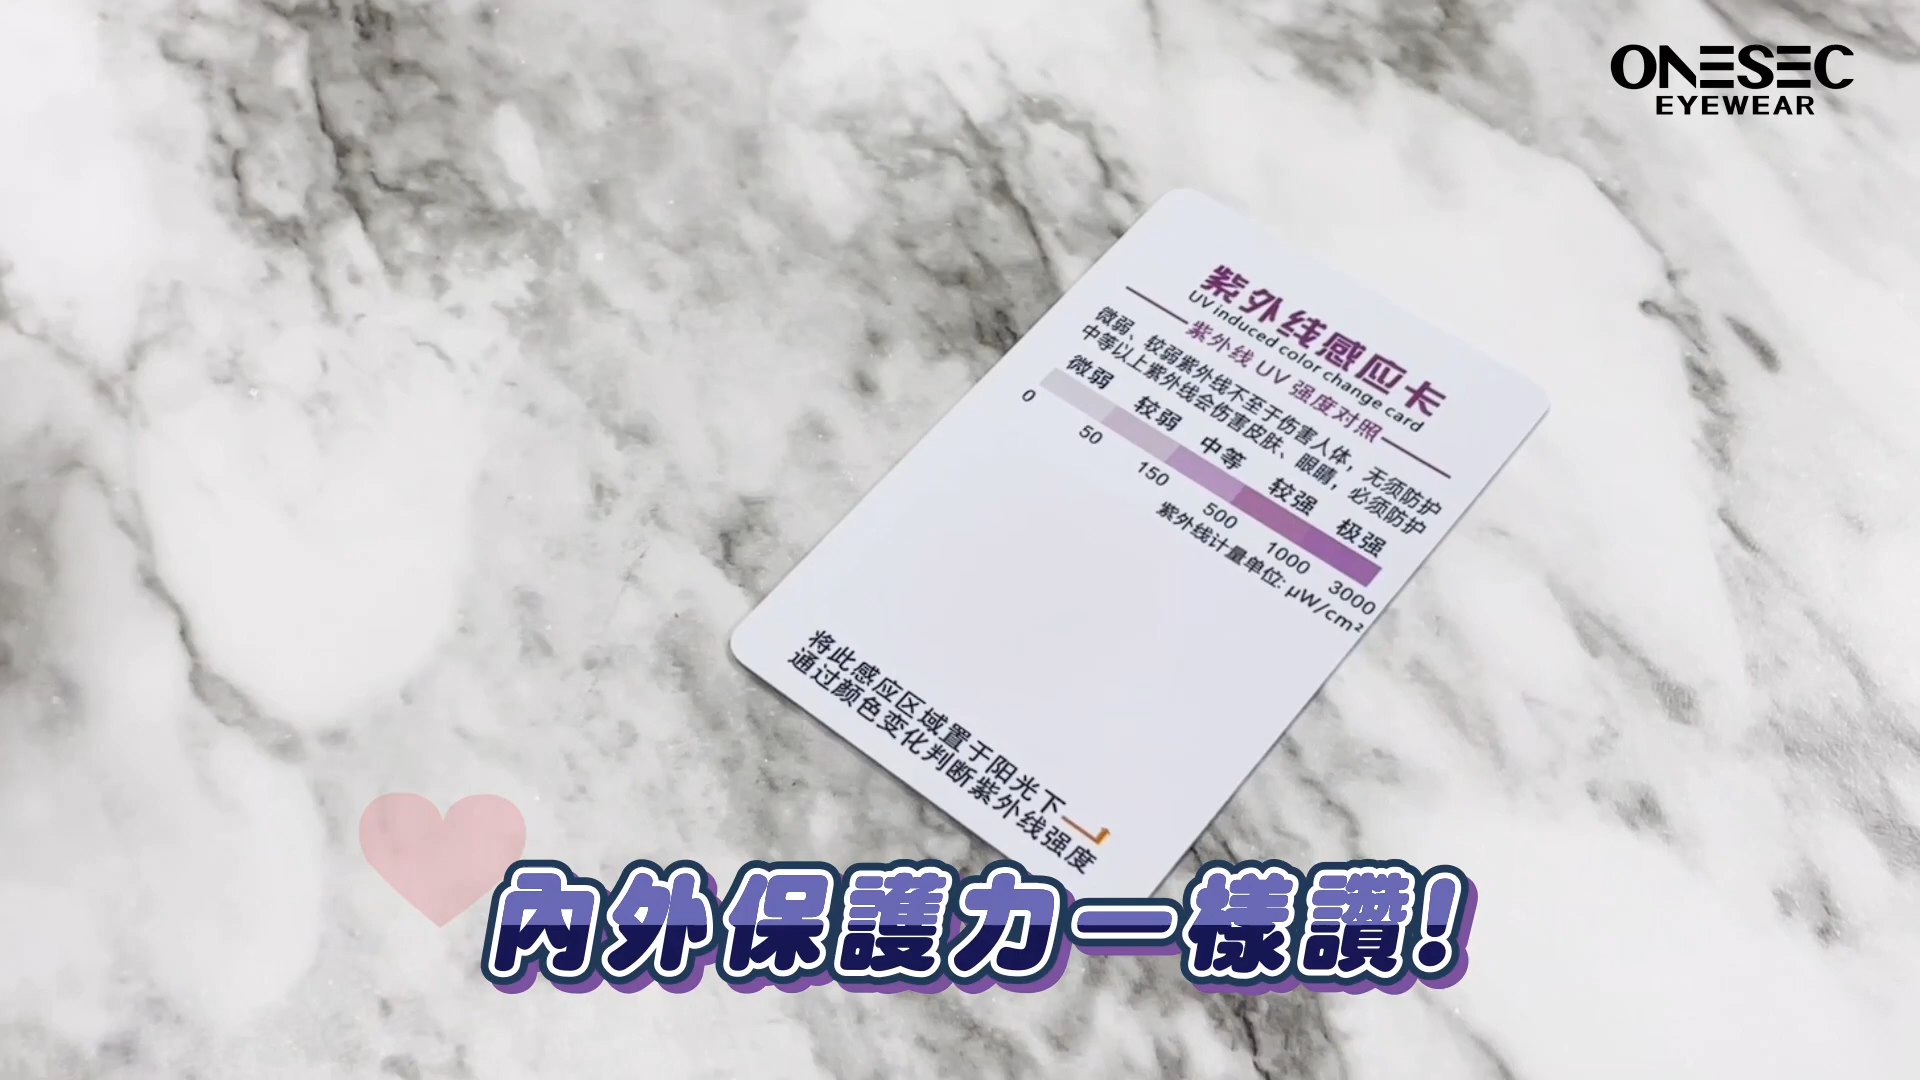 ONESEC
EYEWEAR
紫外线感应卡
UV induced color change card
紫外线 UV 强度对照
微弱、较弱紫外线不至于伤害人体，无须防护
中等以上紫外线会伤害皮肤、眼睛，必须防护
微弱 较弱 中等 较强 极强
0 50 150 500 1000 3000
紫外线计量单位: μW/cm²
将此感应区域置于阳光下
通过颜色变化判断紫外线强度
內外保護力一樣讚!